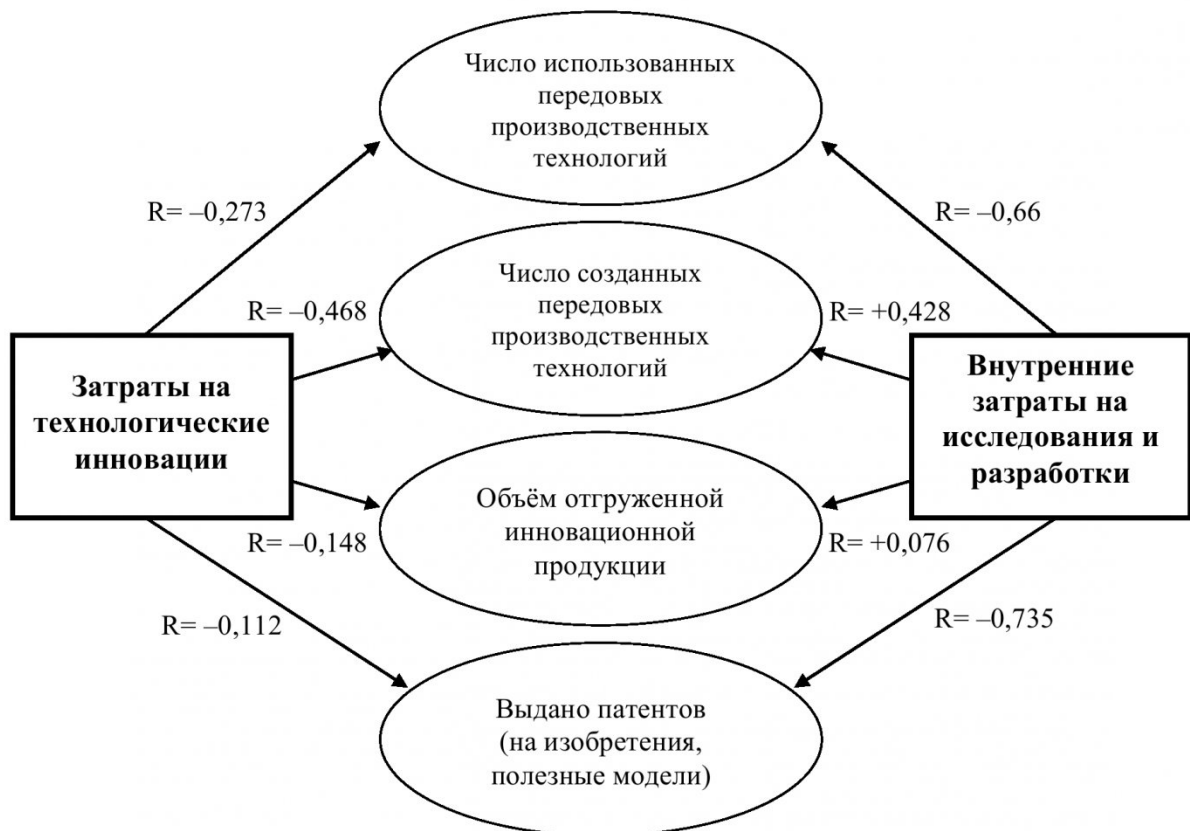 Число использованных
передовых
производственных
технологий
R= –0,273
R= –0,66
Число созданных
передовых
производственных
технологий
R= –0,468
R= +0,428
Затраты на
технологические
инновации
Внутренние
затраты на
исследования и
разработки
Объём отгруженной
инновационной
продукции
R= –0,148
R= +0,076
R= –0,112
R= –0,735
Выдано патентов
(на изобретения,
полезные модели)